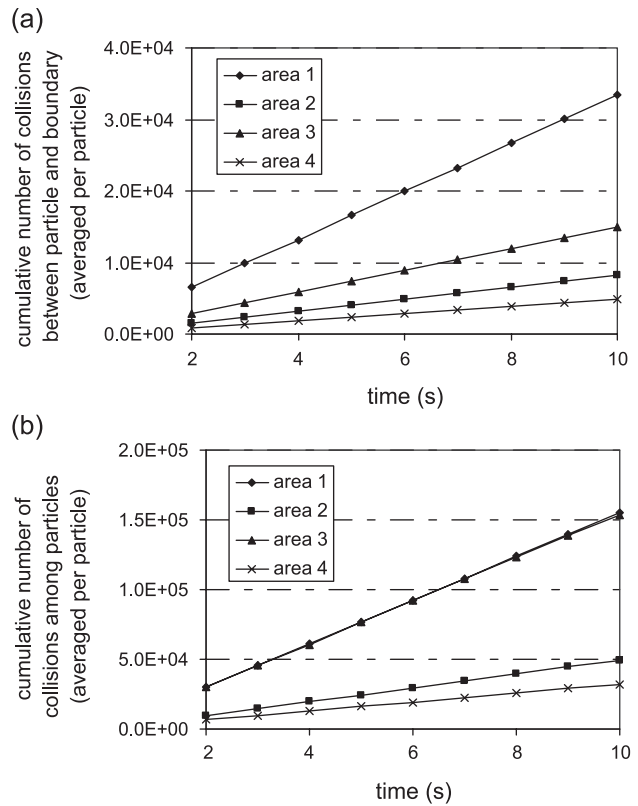 (a)
cumulative number of collisions
between particle and boundary
(averaged per particle)
4.0E+04
3.0E+04
2.0E+04
1.0E+04
0.0E+00
area 1
area 2
area 3
area 4
2 4 6 8 10
time (s)
(b)
cumulative number of
collisions among particles
(averaged per particle)
2.0E+05
1.5E+05
1.0E+05
5.0E+04
0.0E+00
area 1
area 2
area 3
area 4
2 4 6 8 10
time (s)